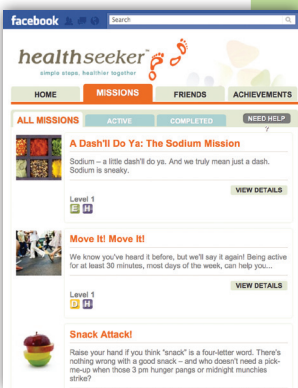 facebook
Search
healthseeker™
simple steps, healthier together
HOME MISSIONS FRIENDS ACHIEVEMENTS
ALL MISSIONS ACTIVE COMPLETED NEED HELP
?
A Dash'll Do Ya: The Sodium Mission
Sodium – a little dash'll do ya. And we truly mean just a dash.
Sodium is sneaky.
VIEW DETAILS
Level 1
E H
Move It! Move It!
We know you've heard it before, but we'll say it again! Being active
for at least 30 minutes, most days of the week, can help you...
VIEW DETAILS
Level 1
D H
Snack Attack!
Raise your hand if you think "snack" is a four-letter word. There's
nothing wrong with a good snack – and who doesn't need a pick-
me-up when those 3 pm hunger pangs or midnight munchies
strike?